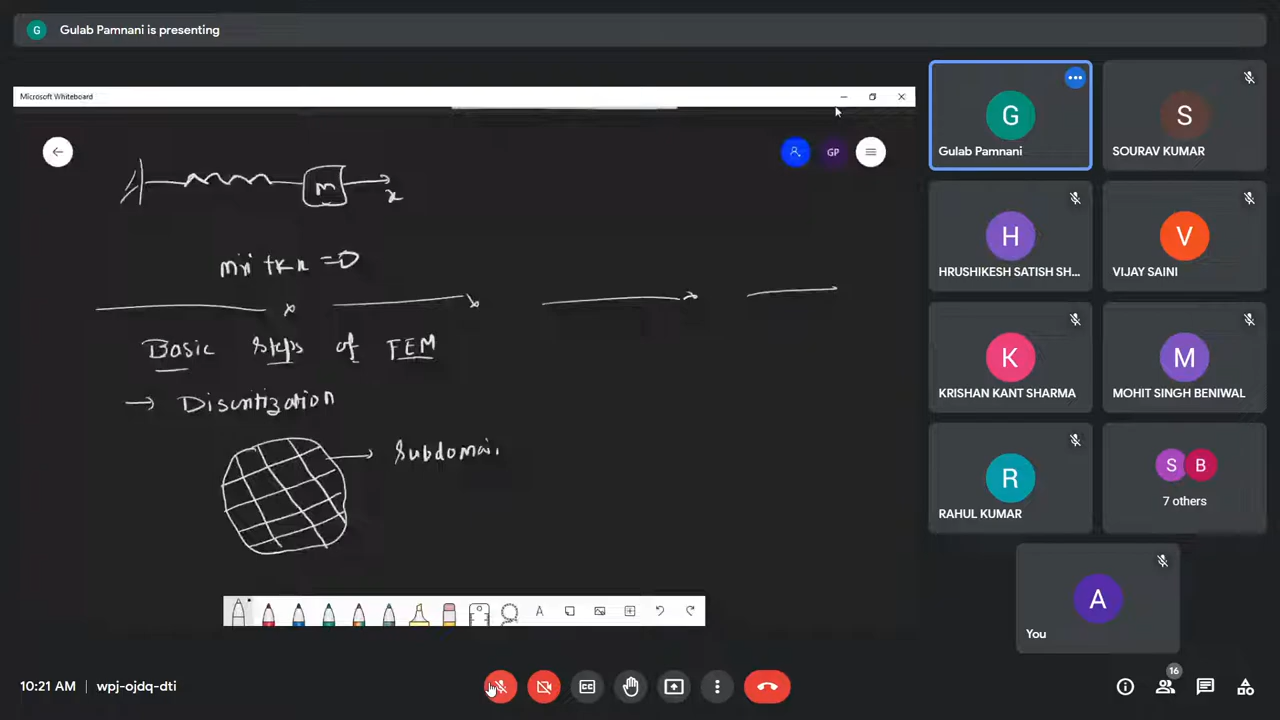 G Gulab Pamnani is presenting
Microsoft Whiteboard
GP
m
x
mẍ + kx = 0
Basic steps of FEM
→ Discritization
Subdomai
A
G
Gulab Pamnani
S
SOURAV KUMAR
H
HRUSHIKESH SATISH SH...
V
VIJAY SAINI
K
KRISHAN KANT SHARMA
M
MOHIT SINGH BENIWAL
R
RAHUL KUMAR
S B
7 others
A
You
10:21 AM | wpj-ojdq-dti
CC
16